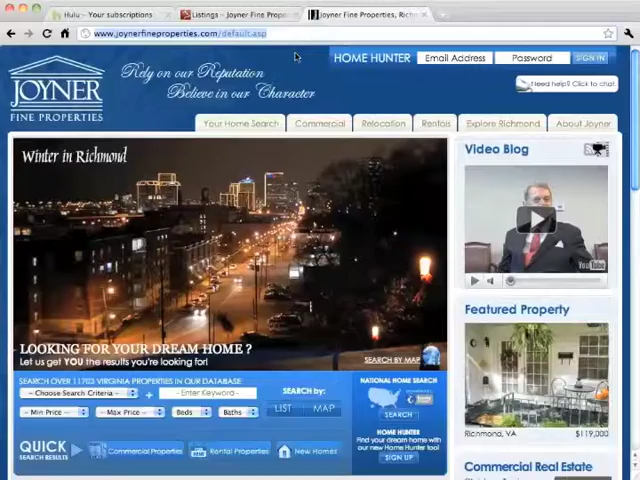 Hulu – Your subscriptions
Listings – Joyner Fine Prope
Joyner Fine Properties, Rich
www.joynerfineproperties.com/default.asp
HOME HUNTER
Email Address
Password
SIGN IN
JOYNER
FINE PROPERTIES
Rely on our Reputation
Believe in our Character
Need help? Click to chat.
Your Home Search
Commercial
Relocation
Rentals
Explore Richmond
About Joyner
Winter in Richmond
LOOKING FOR YOUR DREAM HOME ?
Let us get YOU the results you're looking for!
SEARCH BY MAP
Video Blog
YouTube
Featured Property
Richmond, VA
$119,000
Commercial Real Estate
SEARCH OVER 11703 VIRGINIA PROPERTIES IN OUR DATABASE
-- Choose Search Criteria --
+
- Enter Keyword -
-- Min Price --
-- Max Price --
Beds
Baths
SEARCH by:
LIST
MAP
QUICK
SEARCH RESULTS
Commercial Properties
Rental Properties
New Homes
NATIONAL HOME SEARCH
SEARCH
HOME HUNTER
Find your dream home with
our new Home Hunter tool
SIGN UP